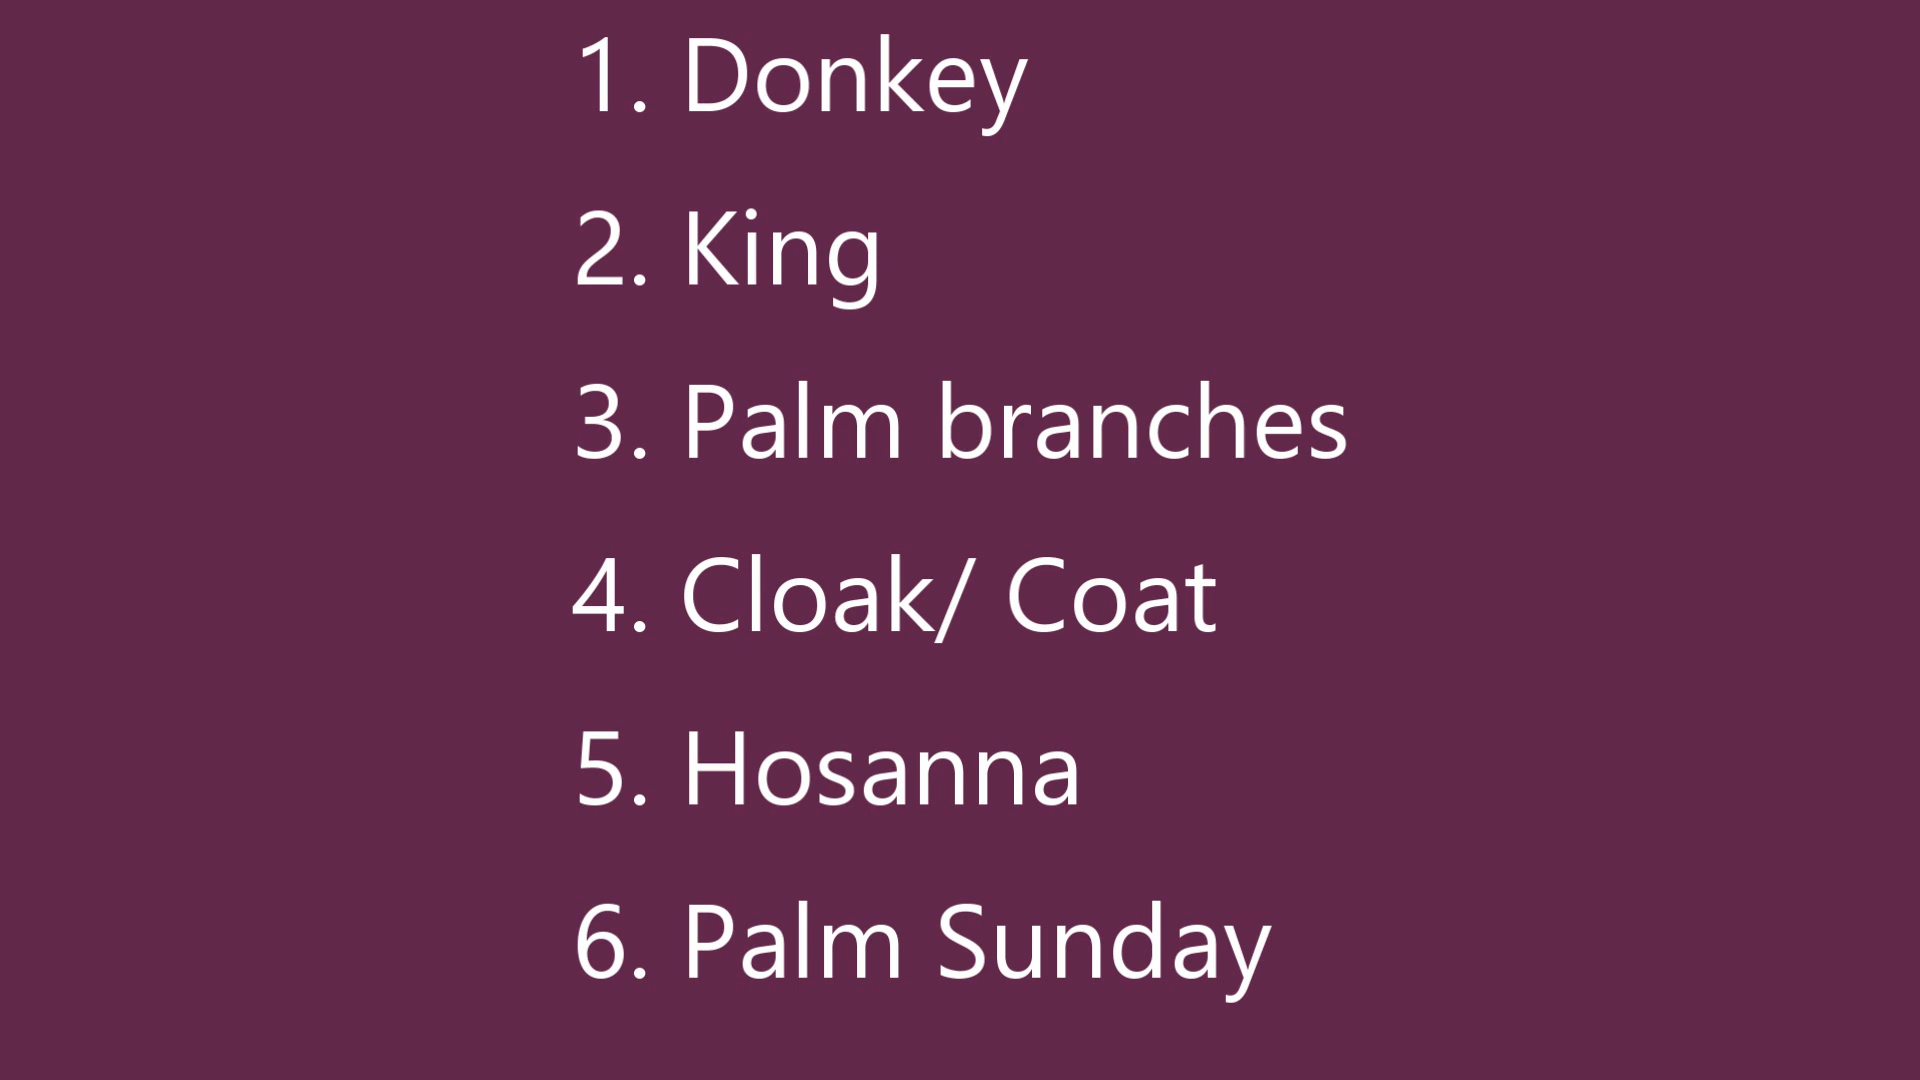 1. Donkey
2. King
3. Palm branches
4. Cloak/ Coat
5. Hosanna
6. Palm Sunday